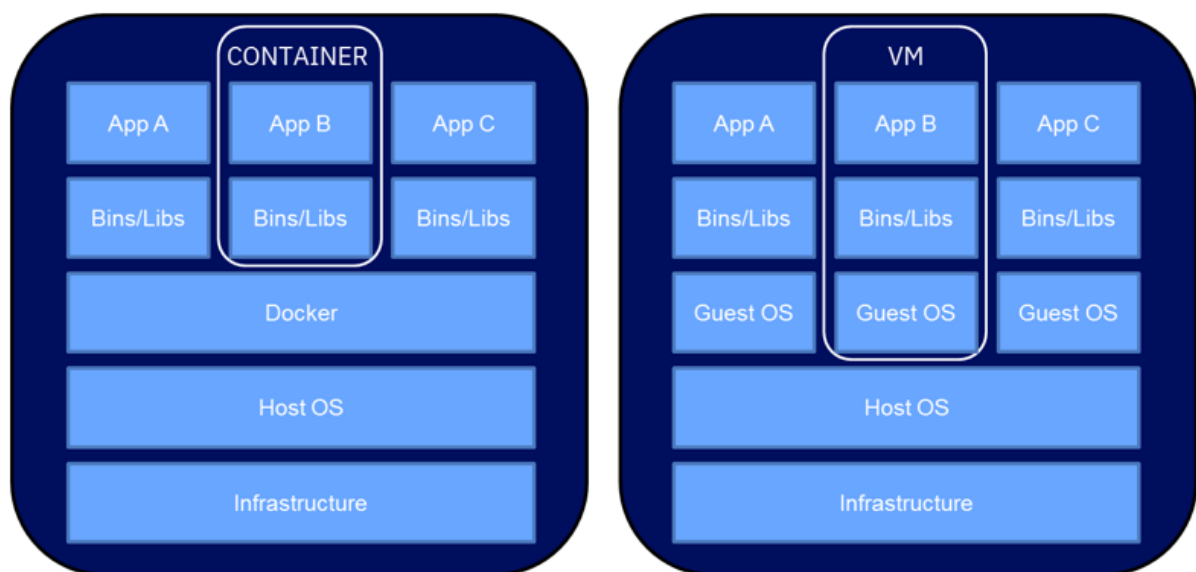 CONTAINER
App A
App B
App C
Bins/Libs
Bins/Libs
Bins/Libs
Docker
Host OS
Infrastructure
VM
App A
App B
App C
Bins/Libs
Bins/Libs
Bins/Libs
Guest OS
Guest OS
Guest OS
Host OS
Infrastructure